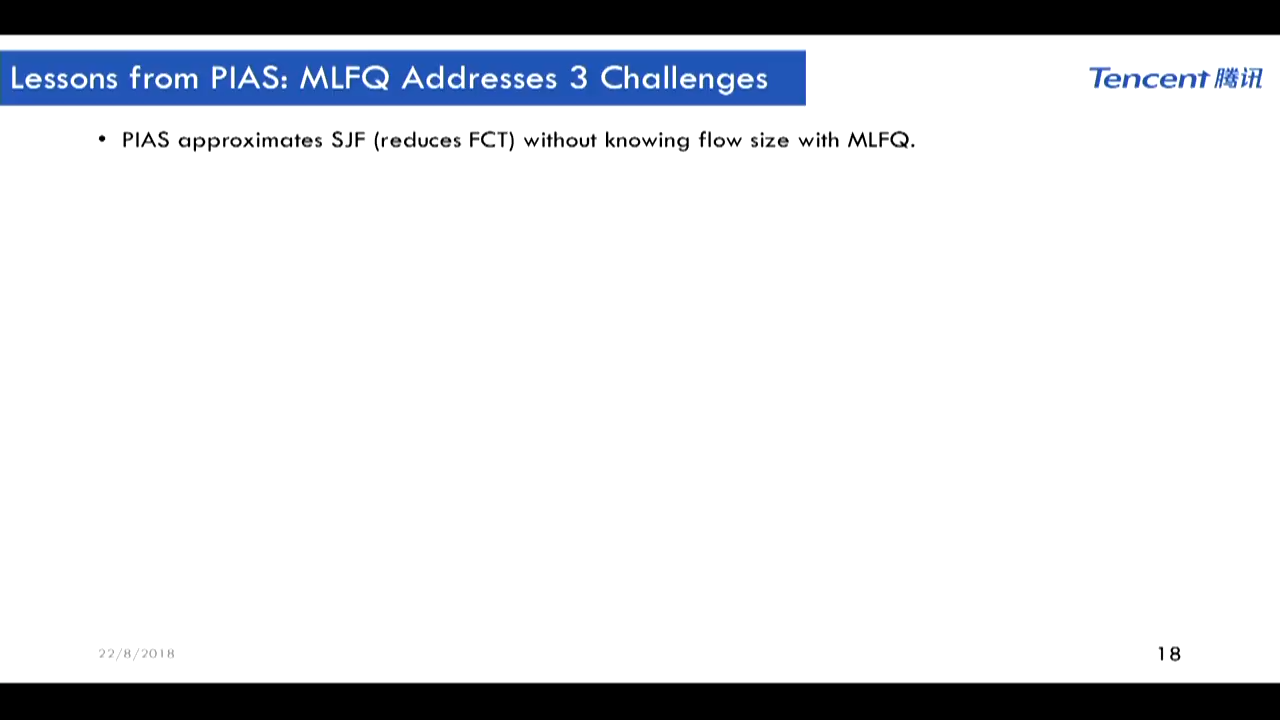 Lessons from PIAS: MLFQ Addresses 3 Challenges
Tencent 腾讯
• PIAS approximates SJF (reduces FCT) without knowing flow size with MLFQ.
22/8/2018
18